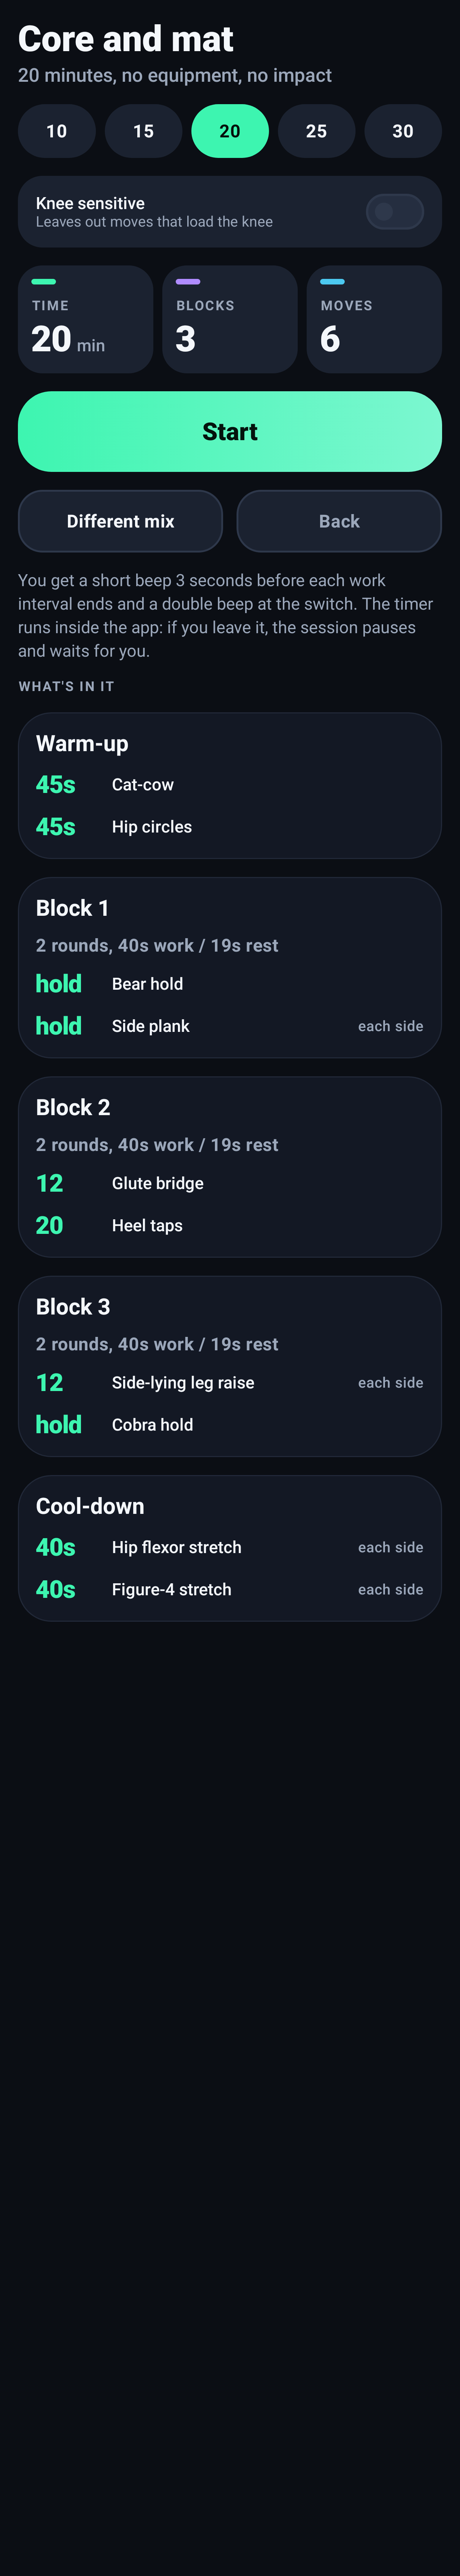 Core and mat
20 minutes, no equipment, no impact
10 15 20 25 30
Knee sensitive
Leaves out moves that load the knee
TIME BLOCKS MOVES
20 min 3 6
Start
Different mix Back
You get a short beep 3 seconds before each work
interval ends and a double beep at the switch. The timer
runs inside the app: if you leave it, the session pauses
and waits for you.
WHAT'S IN IT
Warm-up
45s Cat-cow
45s Hip circles
Block 1
2 rounds, 40s work / 19s rest
hold Bear hold
hold Side plank each side
Block 2
2 rounds, 40s work / 19s rest
12 Glute bridge
20 Heel taps
Block 3
2 rounds, 40s work / 19s rest
12 Side-lying leg raise each side
hold Cobra hold
Cool-down
40s Hip flexor stretch each side
40s Figure-4 stretch each side